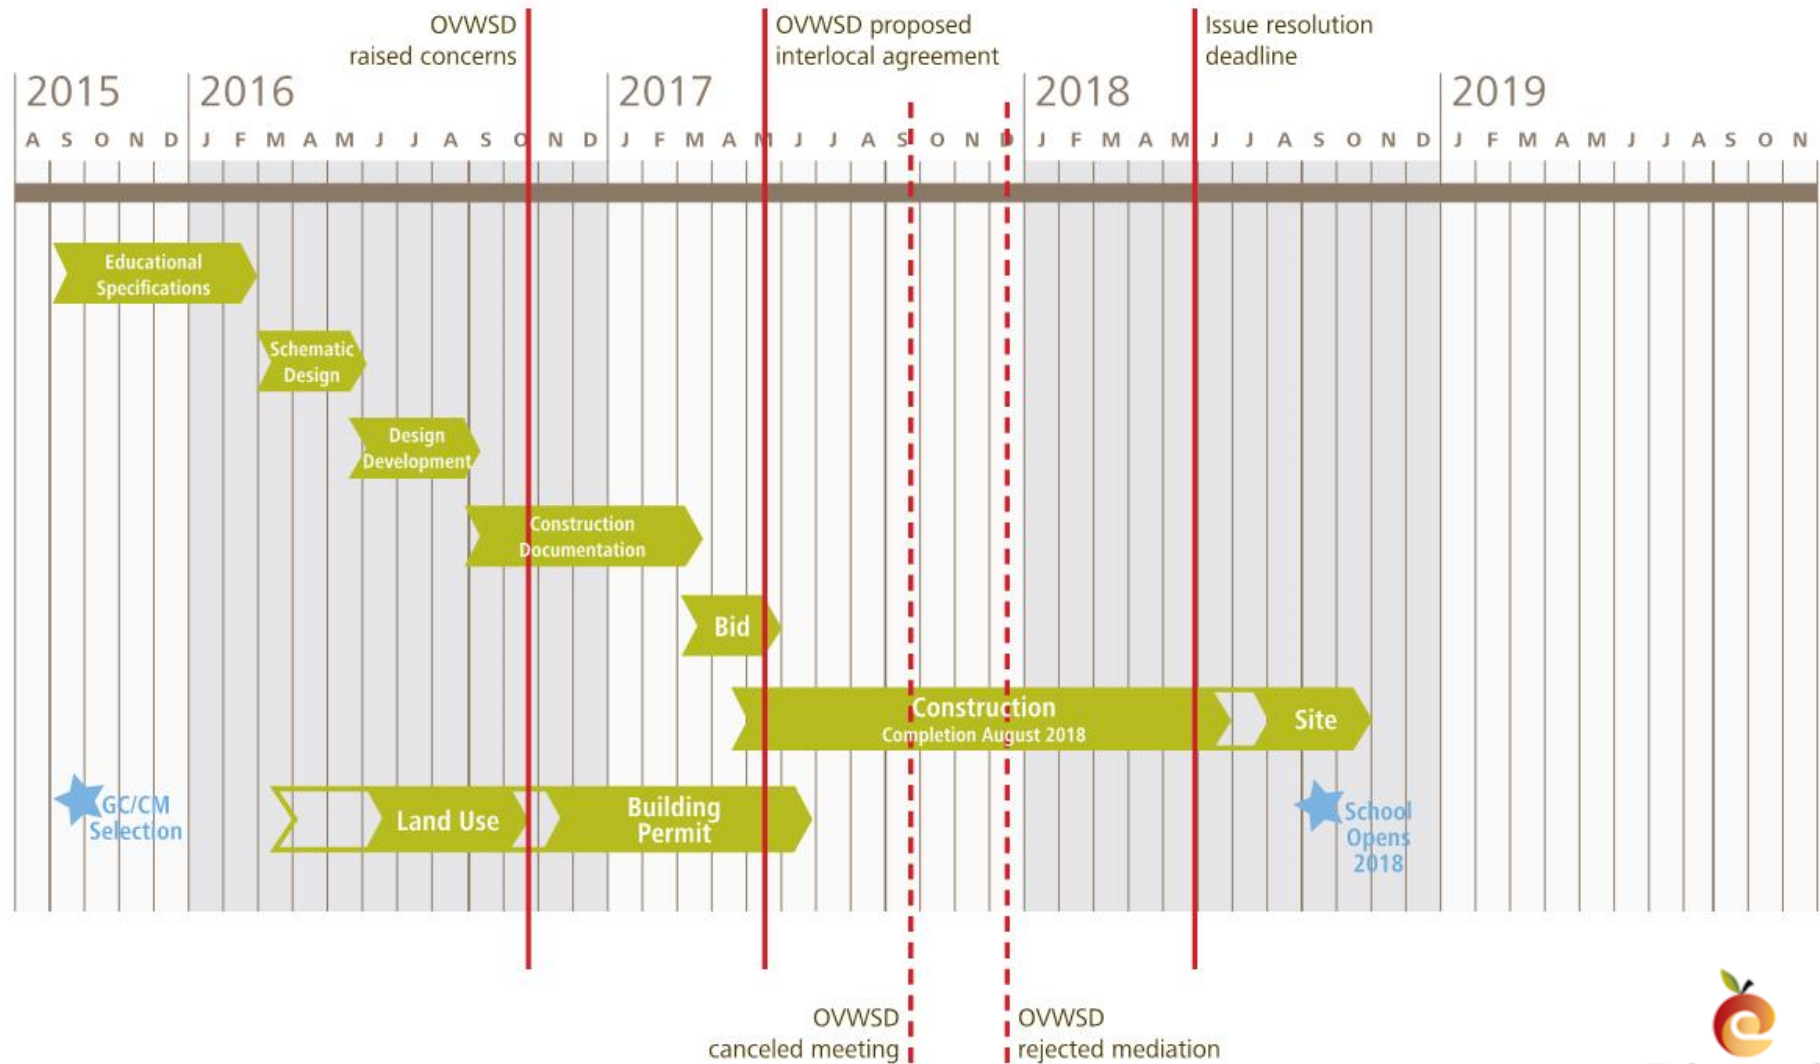 OVWSD
raised concerns
OVWSD proposed
interlocal agreement
Issue resolution
deadline
2015 2016 2017 2018 2019
A S O N D J F M A M J J A S O N D J F M A M J J A S O N D J F M A M J J A S O N D J F M A M J J A S O N
Educational
Specifications
Schematic
Design
Design
Development
Construction
Documentation
Bid
Construction
Completion August 2018
Site
GC/CM
Selection
Land Use
Building
Permit
School
Opens
2018
OVWSD
canceled meeting
OVWSD
rejected mediation